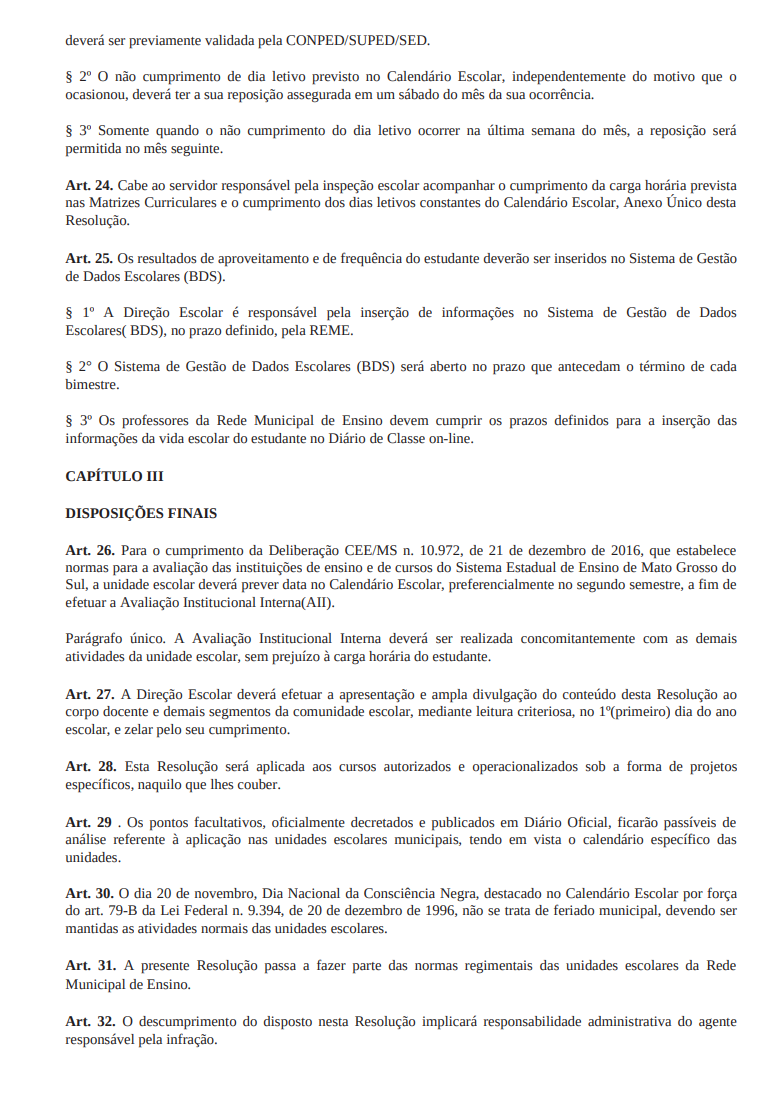 deverá ser previamente validada pela CONPED/SUPED/SED.
§ 2º O não cumprimento de dia letivo previsto no Calendário Escolar, independentemente do motivo que o
ocasionou, deverá ter a sua reposição assegurada em um sábado do mês da sua ocorrência.
§ 3º Somente quando o não cumprimento do dia letivo ocorrer na última semana do mês, a reposição será
permitida no mês seguinte.
Art. 24. Cabe ao servidor responsável pela inspeção escolar acompanhar o cumprimento da carga horária prevista
nas Matrizes Curriculares e o cumprimento dos dias letivos constantes do Calendário Escolar, Anexo Único desta
Resolução.
Art. 25. Os resultados de aproveitamento e de frequência do estudante deverão ser inseridos no Sistema de Gestão
de Dados Escolares (BDS).
§ 1º A Direção Escolar é responsável pela inserção de informações no Sistema de Gestão de Dados
Escolares( BDS), no prazo definido, pela REME.
§ 2° O Sistema de Gestão de Dados Escolares (BDS) será aberto no prazo que antecedam o término de cada
bimestre.
§ 3º Os professores da Rede Municipal de Ensino devem cumprir os prazos definidos para a inserção das
informações da vida escolar do estudante no Diário de Classe on-line.
CAPÍTULO III
DISPOSIÇÕES FINAIS
Art. 26. Para o cumprimento da Deliberação CEE/MS n. 10.972, de 21 de dezembro de 2016, que estabelece
normas para a avaliação das instituições de ensino e de cursos do Sistema Estadual de Ensino de Mato Grosso do
Sul, a unidade escolar deverá prever data no Calendário Escolar, preferencialmente no segundo semestre, a fim de
efetuar a Avaliação Institucional Interna(AII).
Parágrafo único. A Avaliação Institucional Interna deverá ser realizada concomitantemente com as demais
atividades da unidade escolar, sem prejuízo à carga horária do estudante.
Art. 27. A Direção Escolar deverá efetuar a apresentação e ampla divulgação do conteúdo desta Resolução ao
corpo docente e demais segmentos da comunidade escolar, mediante leitura criteriosa, no 1º(primeiro) dia do ano
escolar, e zelar pelo seu cumprimento.
Art. 28. Esta Resolução será aplicada aos cursos autorizados e operacionalizados sob a forma de projetos
específicos, naquilo que lhes couber.
Art. 29 . Os pontos facultativos, oficialmente decretados e publicados em Diário Oficial, ficarão passíveis de
análise referente à aplicação nas unidades escolares municipais, tendo em vista o calendário específico das
unidades.
Art. 30. O dia 20 de novembro, Dia Nacional da Consciência Negra, destacado no Calendário Escolar por força
do art. 79-B da Lei Federal n. 9.394, de 20 de dezembro de 1996, não se trata de feriado municipal, devendo ser
mantidas as atividades normais das unidades escolares.
Art. 31. A presente Resolução passa a fazer parte das normas regimentais das unidades escolares da Rede
Municipal de Ensino.
Art. 32. O descumprimento do disposto nesta Resolução implicará responsabilidade administrativa do agente
responsável pela infração.